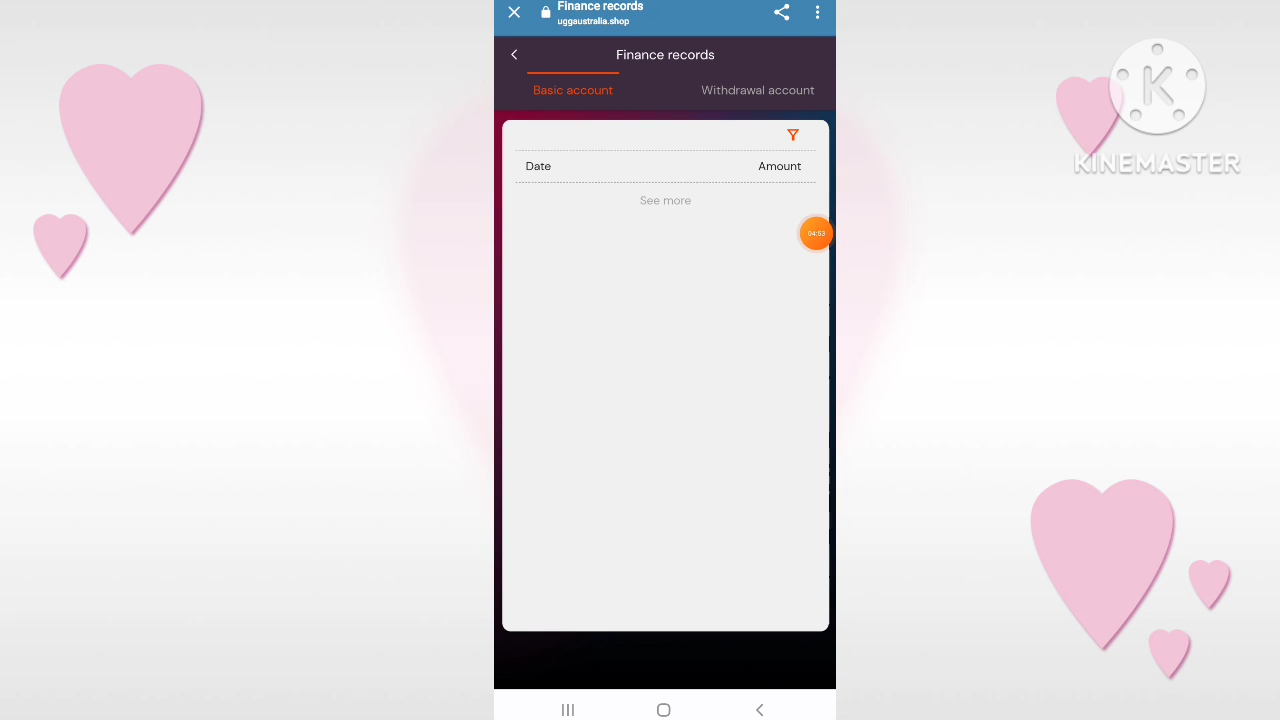 Finance records
uggaustralia.shop
Finance records
Basic account
Withdrawal account
Date
Amount
See more
04:53
K
KINEMASTER